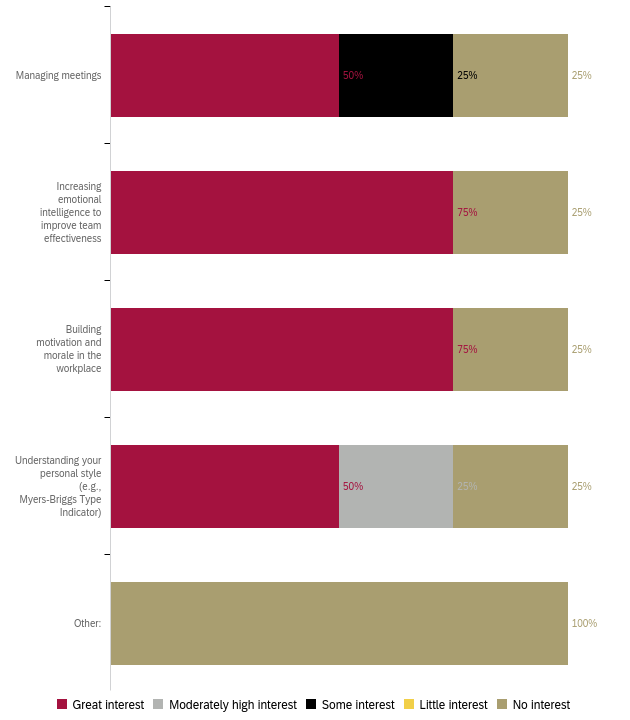 Managing meetings
50%
25%
25%
Increasing
emotional
intelligence to
improve team
effectiveness
75%
25%
Building
motivation and
morale in the
workplace
75%
25%
Understanding your
personal style
(e.g.,
Myers-Briggs Type
Indicator)
50%
25%
25%
Other:
100%
Great interest
Moderately high interest
Some interest
Little interest
No interest